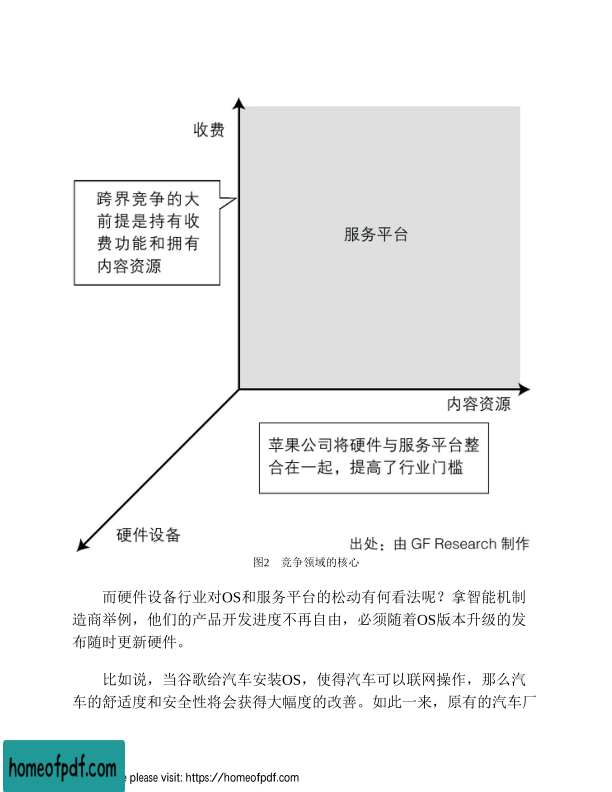 收费
跨界竞争的大
前提是持有收
费功能和拥有
内容资源
服务平台
内容资源
苹果公司将硬件与服务平台整
合在一起，提高了行业门槛
硬件设备
出处：由 GF Research 制作
图2　竞争领域的核心
而硬件设备行业对OS和服务平台的松动有何看法呢？拿智能机制
造商举例，他们的产品开发进度不再自由，必须随着OS版本升级的发
布随时更新硬件。
比如说，当谷歌给汽车安装OS，使得汽车可以联网操作，那么汽
车的舒适度和安全性将会获得大幅度的改善。如此一来，原有的汽车厂
homeofpdf.com
e please visit: https://homeofpdf.com